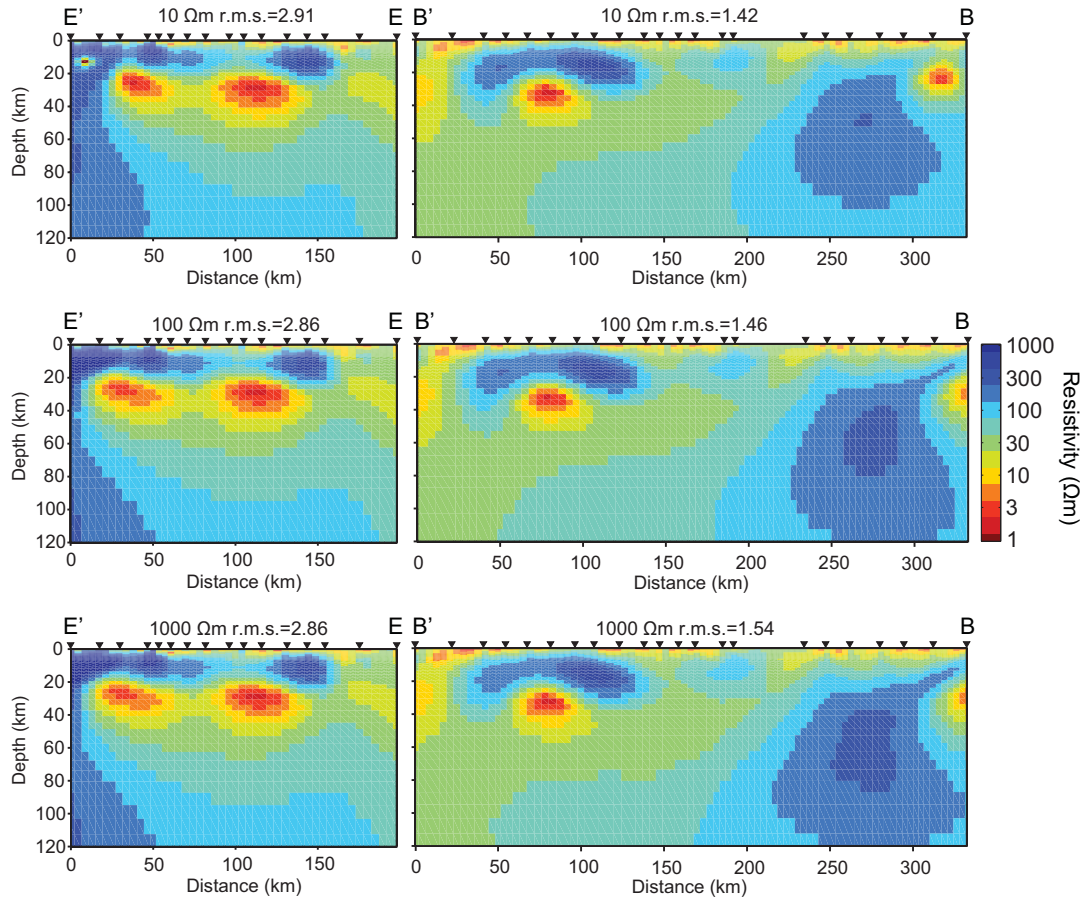 E’ 10 Ωm r.m.s.=2.91 E B’ 10 Ωm r.m.s.=1.42 B
0
20
40
60
80
100
120
Depth (km)
0 50 100 150
0 50 100 150 200 250 300
Distance (km) Distance (km)
E’ 100 Ωm r.m.s.=2.86 E B’ 100 Ωm r.m.s.=1.46 B
0
20
40
60
80
100
120
Depth (km)
0 50 100 150
0 50 100 150 200 250 300
Distance (km) Distance (km)
1000
300
100
30
10
3
1
Resistivity (Ωm)
E’ 1000 Ωm r.m.s.=2.86 E B’ 1000 Ωm r.m.s.=1.54 B
0
20
40
60
80
100
120
Depth (km)
0 50 100 150
0 50 100 150 200 250 300
Distance (km) Distance (km)